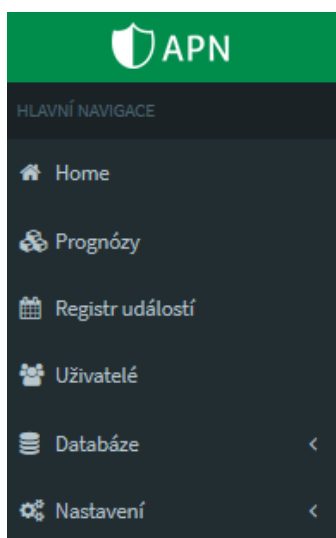 APN
HLAVNÍ NAVIGACE
Home
Prognózy
Registr událostí
Uživatelé
Databáze
Nastavení